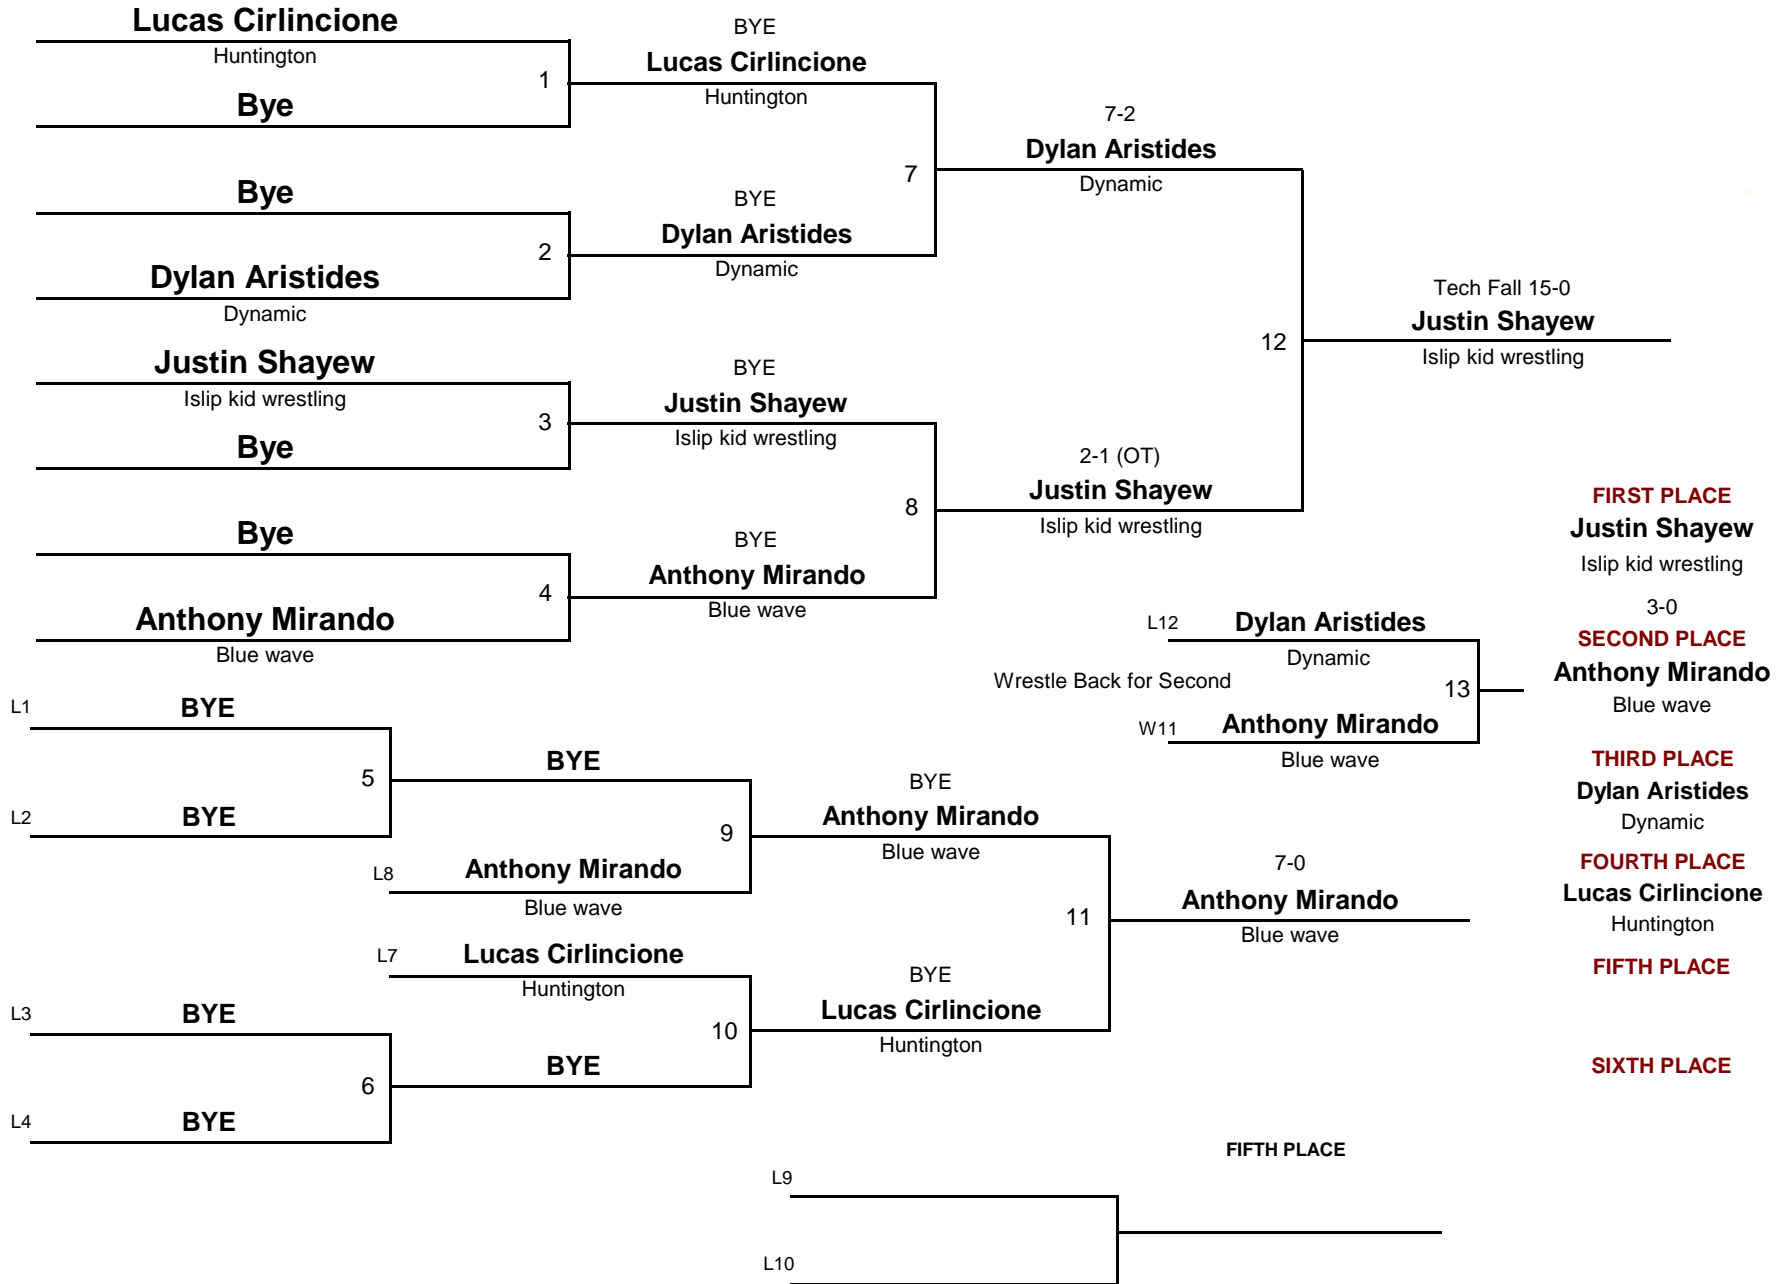 Lucas Cirlincione
Huntington
1
Bye
BYE
Lucas Cirlincione
Huntington
Bye
2
Dylan Aristides
Dynamic
BYE
Dylan Aristides
Dynamic
7
7-2
Dylan Aristides
Dynamic
Justin Shayew
Islip kid wrestling
3
Bye
BYE
Justin Shayew
Islip kid wrestling
Bye
4
Anthony Mirando
Blue wave
BYE
Anthony Mirando
Blue wave
8
2-1 (OT)
Justin Shayew
Islip kid wrestling
12
Tech Fall 15-0
Justin Shayew
Islip kid wrestling
L12
Dylan Aristides
Dynamic
Wrestle Back for Second
13
W11
Anthony Mirando
Blue wave
FIRST PLACE
Justin Shayew
Islip kid wrestling
3-0
SECOND PLACE
Anthony Mirando
Blue wave
THIRD PLACE
Dylan Aristides
Dynamic
FOURTH PLACE
Lucas Cirlincione
Huntington
FIFTH PLACE
SIXTH PLACE
L1
BYE
5
L2
BYE
BYE
9
L8
Anthony Mirando
Blue wave
BYE
Anthony Mirando
Blue wave
L7
Lucas Cirlincione
Huntington
10
L3
BYE
6
L4
BYE
BYE
BYE
Lucas Cirlincione
Huntington
11
7-0
Anthony Mirando
Blue wave
FIFTH PLACE
L9
L10